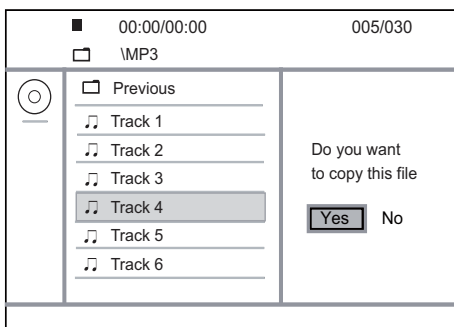 00:00/00:00 005/030
\MP3
Previous
Track 1
Track 2
Track 3
Track 4
Track 5
Track 6
Do you want
to copy this file
Yes No